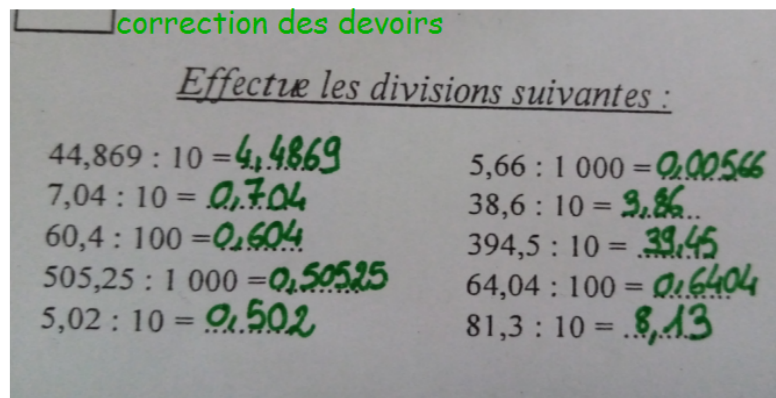 correction des devoirs
Effectue les divisions suivantes :
44,869 : 10 = 4,4869
7,04 : 10 = 0,704
60,4 : 100 = 0,604
505,25 : 1 000 = 0,50525
5,02 : 10 = 0,502
5,66 : 1 000 = 0,00566
38,6 : 10 = 3,86
394,5 : 10 = 39,45
64,04 : 100 = 0,6404
81,3 : 10 = 8,13